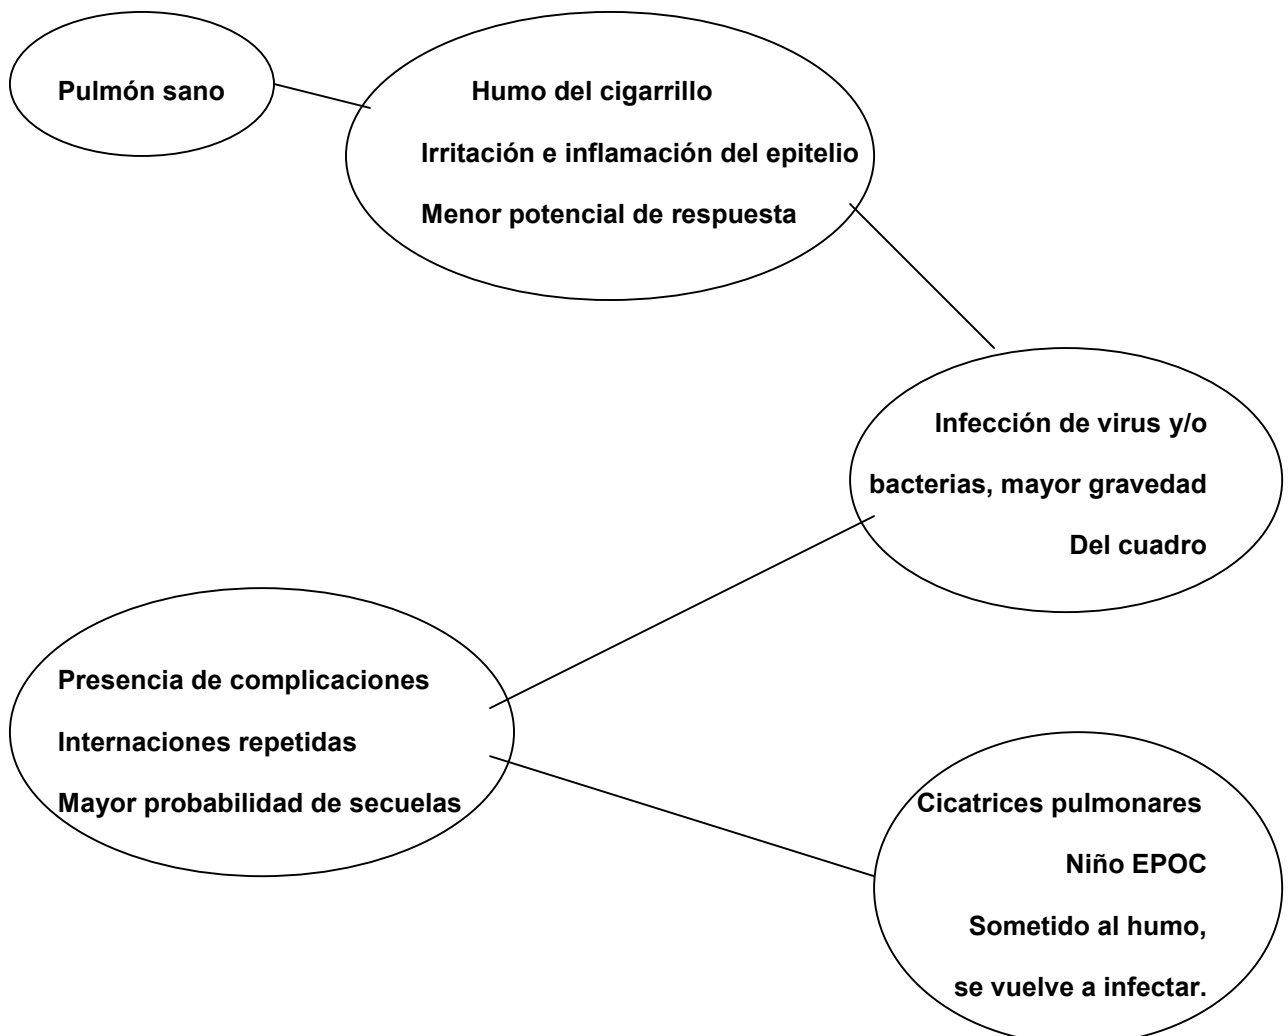 Pulmón sano
Humo del cigarrillo
Irritación e inflamación del epitelio
Menor potencial de respuesta
Infección de virus y/o
bacterias, mayor gravedad
Del cuadro
Presencia de complicaciones
Internaciones repetidas
Mayor probabilidad de secuelas
Cicatrices pulmonares
Niño EPOC
Sometido al humo,
se vuelve a infectar.